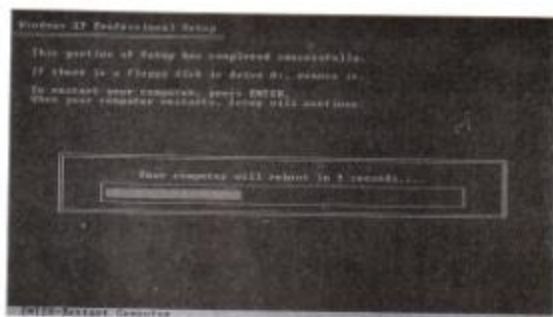 Windows XP Professional Setup
This portion of Setup has completed successfully.
If there is a floppy disk in drive A:, remove it.
To restart your computer, press ENTER.
When your computer restarts, Setup will continue.
Your computer will reboot in seconds....
Restart Computer